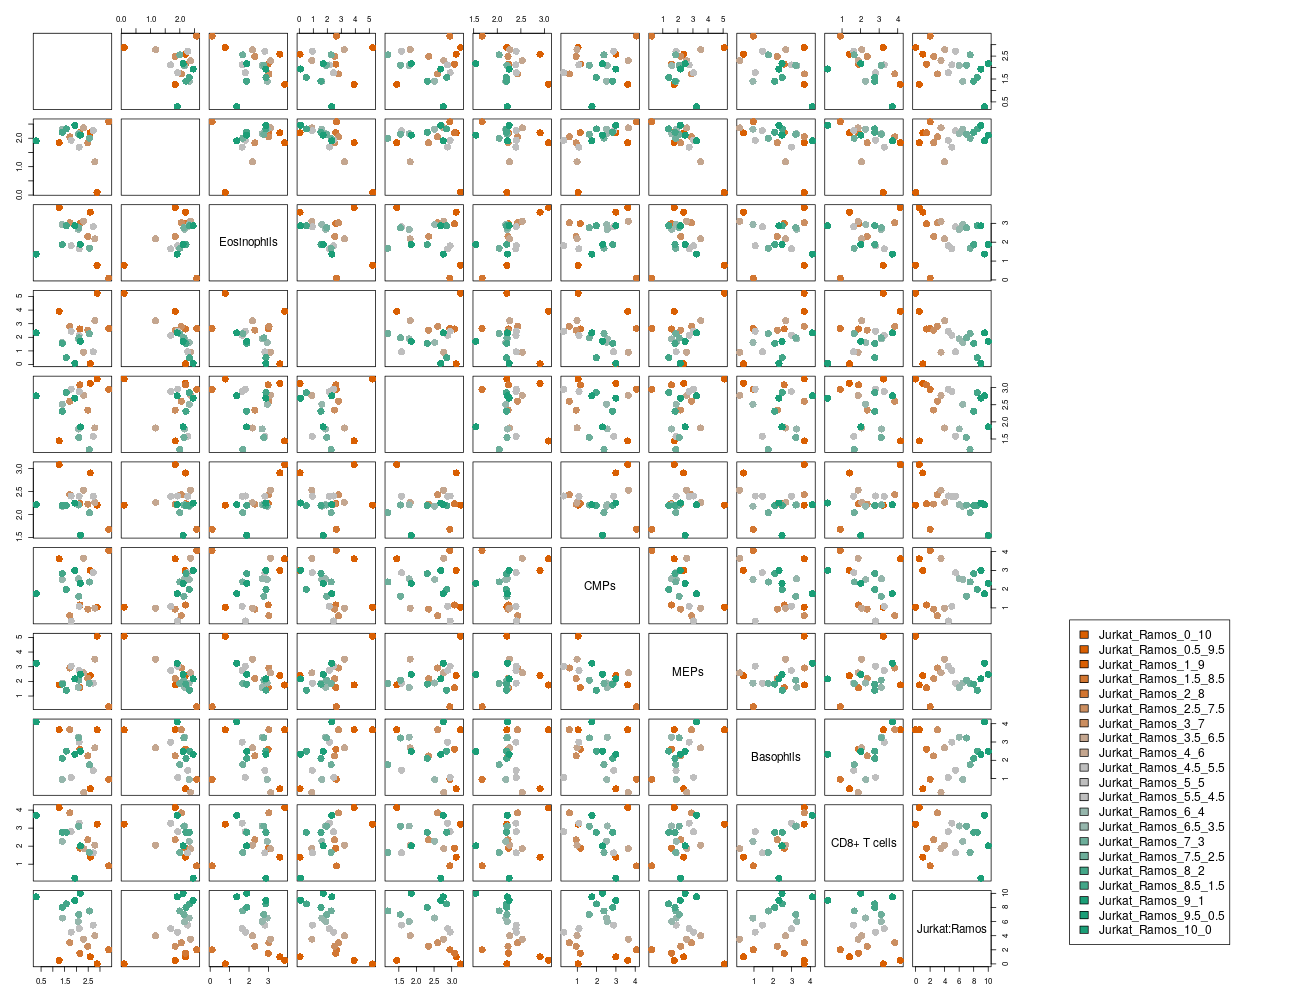 0.0 1.0 2.0
0 1 2 3 4 5
1.5 2.0 2.5 3.0
1 2 3 4 5
1 2 3 4
0.5 1.5 2.5
0.0 1.0 2.0
Eosinophils
0 1 2 3
0 1 2 3 4 5
1.5 2.0 2.5 3.0
1.5 2.0 2.5 3.0
CMPs
1 2 3 4
1 2 3 4 5
MEPs
Basophils
1 2 3 4
1 2 3 4
CD8+ T cells
Jurkat:Ramos
0 2 4 6 8 10
0.5 1.5 2.5
0 1 2 3
1.5 2.0 2.5 3.0
1 2 3 4
1 2 3 4
0 2 4 6 8 10
Jurkat_Ramos_0_10
Jurkat_Ramos_0.5_9.5
Jurkat_Ramos_1_9
Jurkat_Ramos_1.5_8.5
Jurkat_Ramos_2_8
Jurkat_Ramos_2.5_7.5
Jurkat_Ramos_3_7
Jurkat_Ramos_3.5_6.5
Jurkat_Ramos_4_6
Jurkat_Ramos_4.5_5.5
Jurkat_Ramos_5_5
Jurkat_Ramos_5.5_4.5
Jurkat_Ramos_6_4
Jurkat_Ramos_6.5_3.5
Jurkat_Ramos_7_3
Jurkat_Ramos_7.5_2.5
Jurkat_Ramos_8_2
Jurkat_Ramos_8.5_1.5
Jurkat_Ramos_9_1
Jurkat_Ramos_9.5_0.5
Jurkat_Ramos_10_0